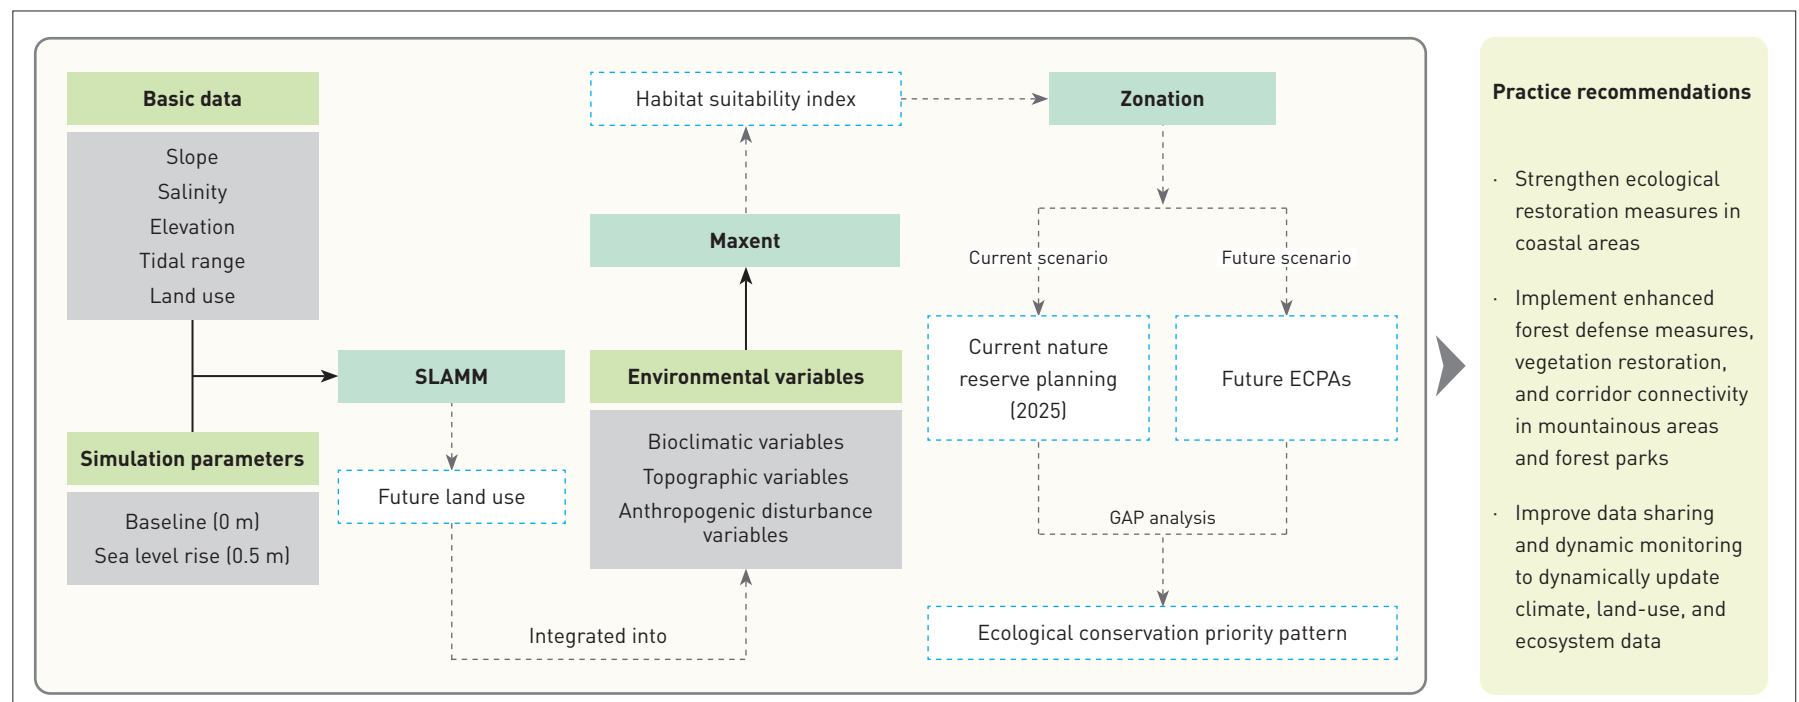 Basic data
Slope
Salinity
Elevation
Tidal range
Land use
Simulation parameters
Baseline (0 m)
Sea level rise (0.5 m)
SLAMM
Future land use
Integrated into
Habitat suitability index
Maxent
Environmental variables
Bioclimatic variables
Topographic variables
Anthropogenic disturbance
variables
Zonation
Current scenario
Future scenario
Current nature
reserve planning
(2025)
Future ECPAs
GAP analysis
Ecological conservation priority pattern
Practice recommendations
· Strengthen ecological
restoration measures in
coastal areas
· Implement enhanced
forest defense measures,
vegetation restoration,
and corridor connectivity
in mountainous areas
and forest parks
· Improve data sharing
and dynamic monitoring
to dynamically update
climate, land-use, and
ecosystem data